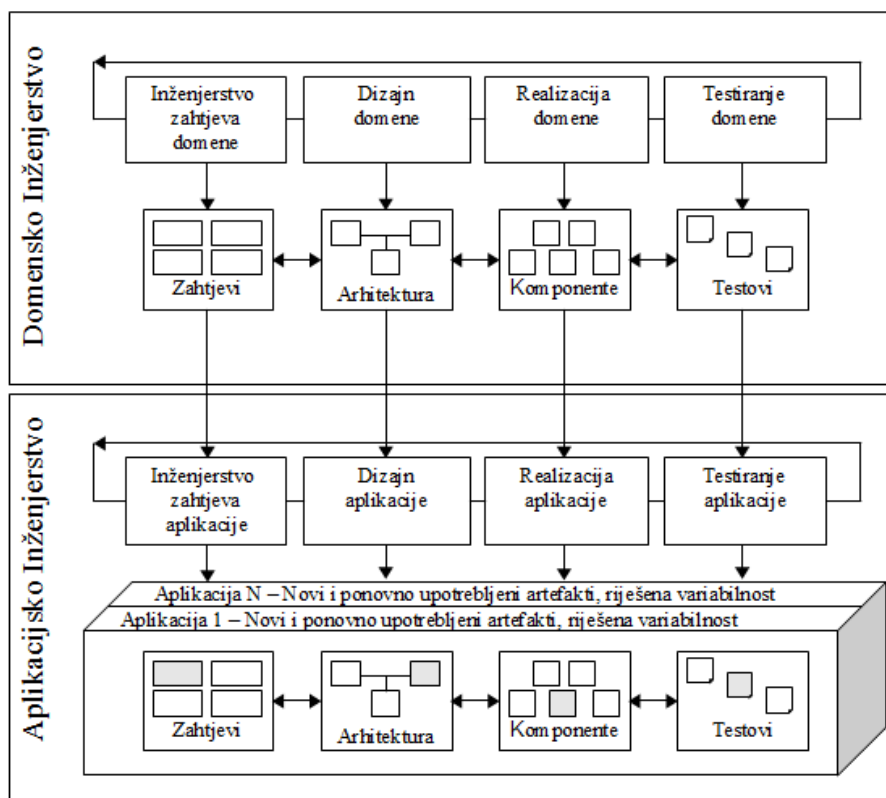 Domensko Inženjerstvo
Inženjerstvo
zahtjeva
domene
Dizajn
domene
Realizacija
domene
Testiranje
domene
Zahtjevi
Arhitektura
Komponente
Testovi
Aplikacijsko Inženjerstvo
Inženjerstvo
zahtjeva
aplikacije
Dizajn
aplikacije
Realizacija
aplikacije
Testiranje
aplikacije
Aplikacija N – Novi i ponovno upotrebljeni artefakti, riješena variabilnost
Aplikacija 1 – Novi i ponovno upotrebljeni artefakti, riješena variabilnost
Zahtjevi
Arhitektura
Komponente
Testovi